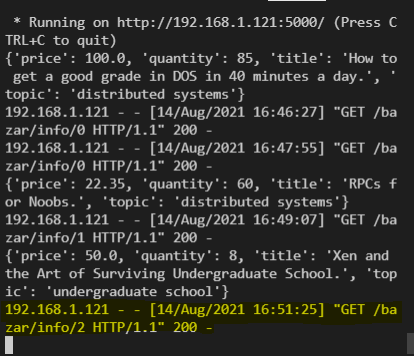 * Running on http://192.168.1.121:5000/ (Press C
TRL+C to quit)
{'price': 100.0, 'quantity': 85, 'title': 'How to
 get a good grade in DOS in 40 minutes a day.', '
topic': 'distributed systems'}
192.168.1.121 - - [14/Aug/2021 16:46:27] "GET /ba
zar/info/0 HTTP/1.1" 200 -
192.168.1.121 - - [14/Aug/2021 16:47:55] "GET /ba
zar/info/0 HTTP/1.1" 200 -
{'price': 22.35, 'quantity': 60, 'title': 'RPCs f
or Noobs.', 'topic': 'distributed systems'}
192.168.1.121 - - [14/Aug/2021 16:49:07] "GET /ba
zar/info/1 HTTP/1.1" 200 -
{'price': 50.0, 'quantity': 8, 'title': 'Xen and 
the Art of Surviving Undergraduate School.', 'top
ic': 'undergraduate school'}
192.168.1.121 - - [14/Aug/2021 16:51:25] "GET /ba
zar/info/2 HTTP/1.1" 200 -